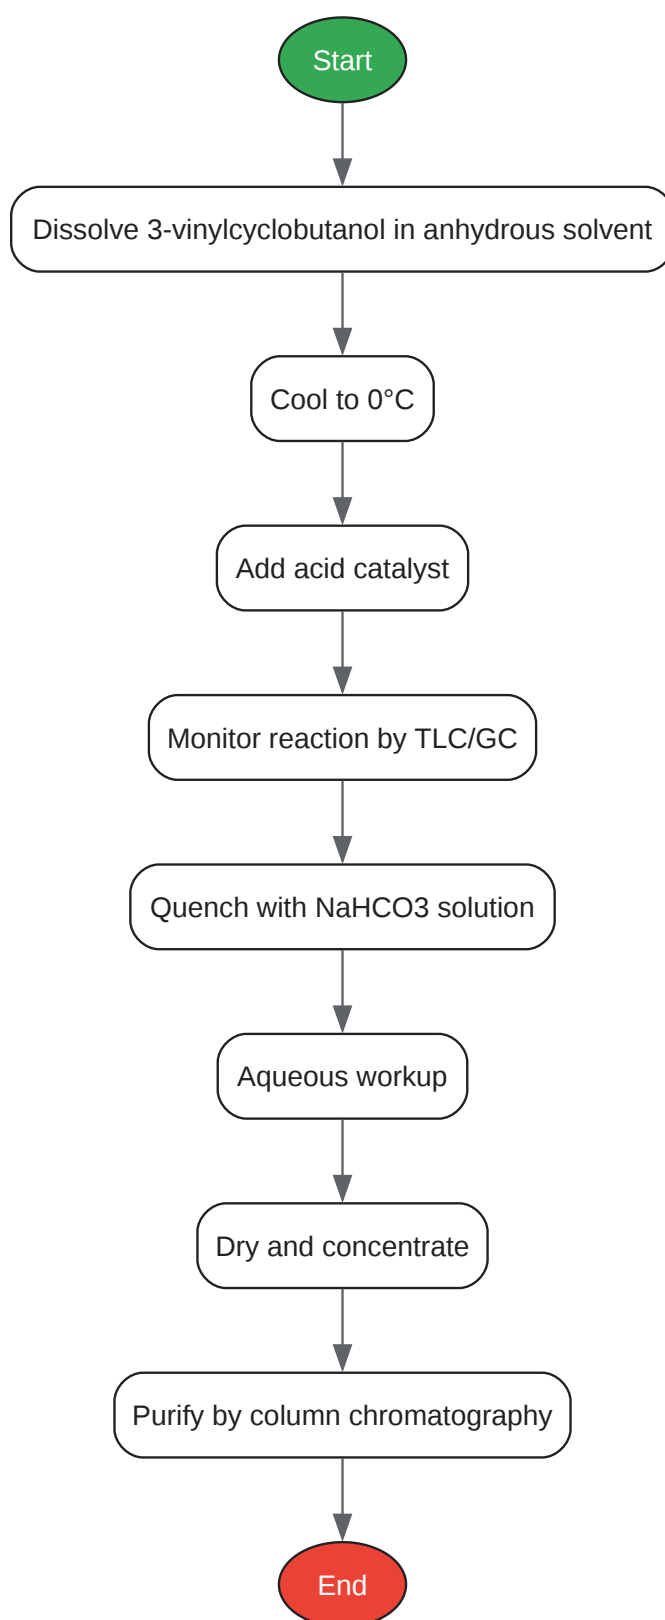 Start
Dissolve 3-vinylcyclobutanol in anhydrous solvent
Cool to 0°C
Add acid catalyst
Monitor reaction by TLC/GC
Quench with NaHCO3 solution
Aqueous workup
Dry and concentrate
Purify by column chromatography
End